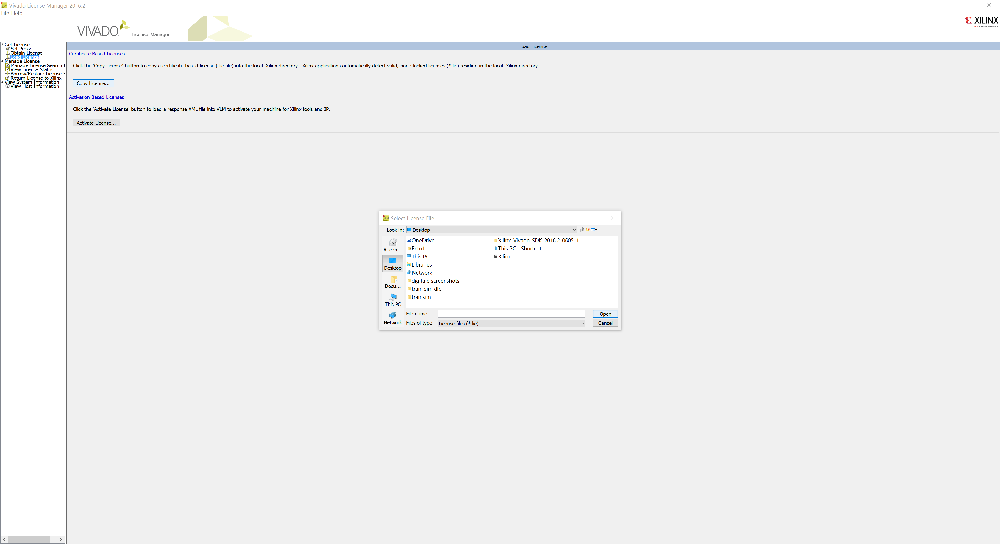 Vivado License Manager 2016.2
File Help
VIVADO. License Manager
XILINX
ALL PROGRAMMABLE.
Get License
Set Proxy
Obtain License
Load License
Manage License
Manage License Search P
View License Status
Borrow/Restore License S
Return License to Xilinx
View System Information
View Host Information
Load License
Certificate Based Licenses
Click the 'Copy License' button to copy a certificate-based license (.lic file) into the local .Xilinx directory. Xilinx applications automatically detect valid, node-locked licenses (*.lic) residing in the local .Xilinx directory.
Copy License...
Activation Based Licenses
Click the 'Activate License' button to load a response XML file into VLM to activate your machine for Xilinx tools and IP.
Activate License...
VLM Select License File
Look in: Desktop
Recen...
Desktop
Docu...
This PC
Network
OneDrive
Ecto1
This PC
Libraries
Network
digitale screenshots
train sim dlc
trainsim
Xilinx_Vivado_SDK_2016.2_0605_1
This PC - Shortcut
Xilinx
File name:
Open
Files of type: License files (*.lic)
Cancel